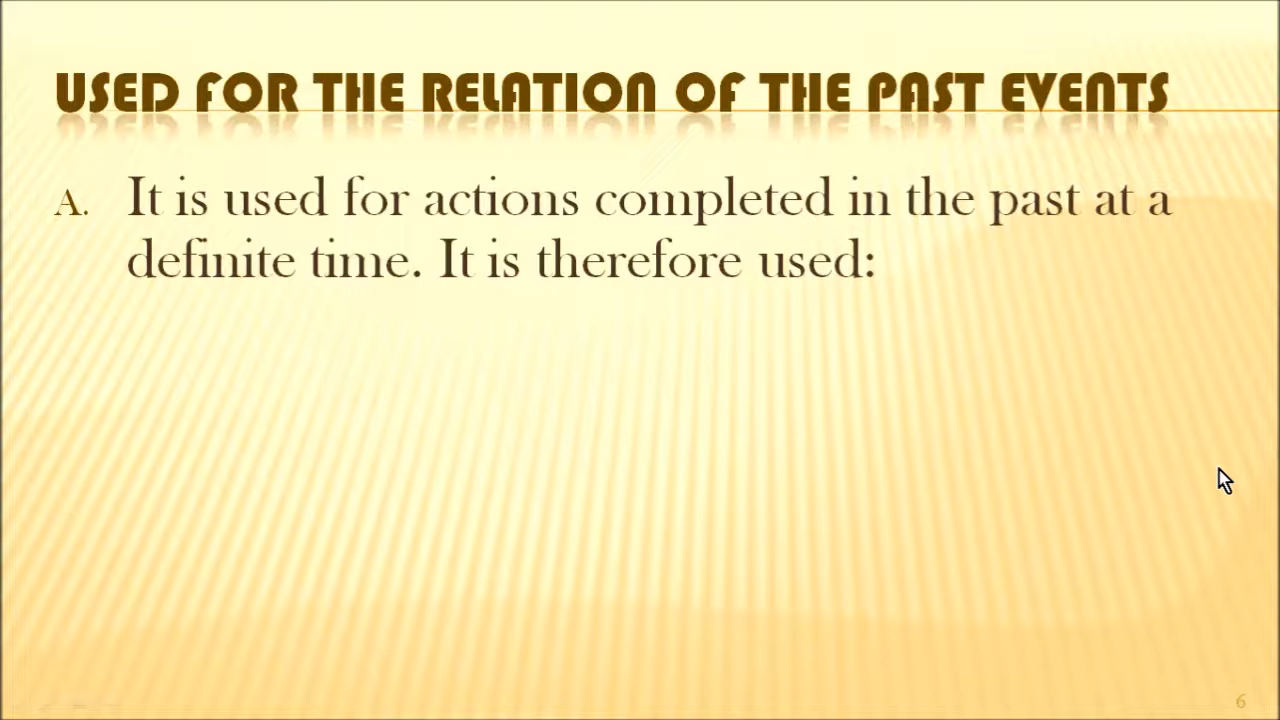 USED FOR THE RELATION OF THE PAST EVENTS
A. It is used for actions completed in the past at a
definite time. It is therefore used:
6